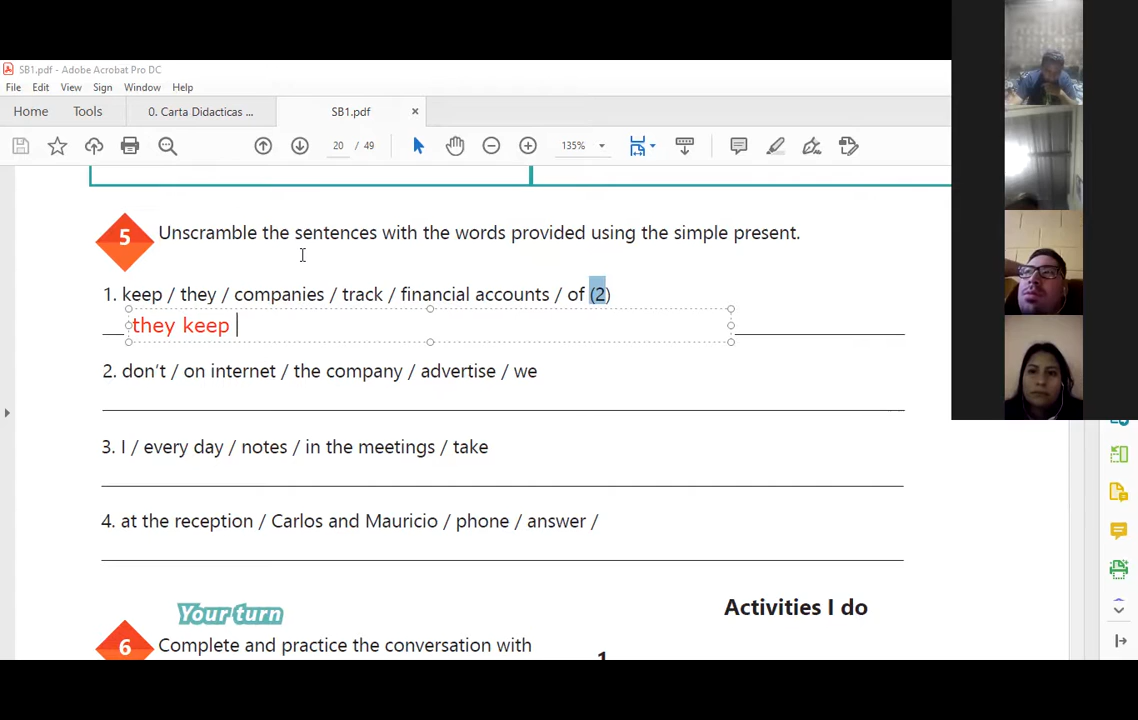 SB1.pdf - Adobe Acrobat Pro DC
File Edit View Sign Window Help
Home Tools 0. Carta Didacticas ... SB1.pdf ×
20 / 49 135%
5 Unscramble the sentences with the words provided using the simple present.
1. keep / they / companies / track / financial accounts / of (2)
they keep
2. don't / on internet / the company / advertise / we
3. I / every day / notes / in the meetings / take
4. at the reception / Carlos and Mauricio / phone / answer /
Your turn
Activities I do
6 Complete and practice the conversation with
1